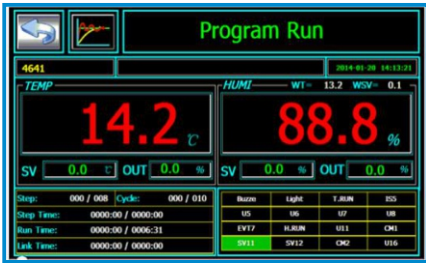 Program Run
4641
2014-01-20 14:13:21
TEMP
HUMI WT= 13.2 WSV= 0.1
14.2 ℃
88.8 %
SV 0.0 ℃ OUT 0.0 %
SV 0.0 % OUT 0.0 %
Step: 000 / 008 Cycle: 000 / 010
Step Time: 0000:00 / 0000:00
Run Time: 0000:00 / 0006:31
Link Time: 0000:00 / 0000:00
Buzzo Light T.RUN IS5
U5 U6 U7 U8
EVT7 H.RUN U11 CM1
SV11 SV12 CM2 U16